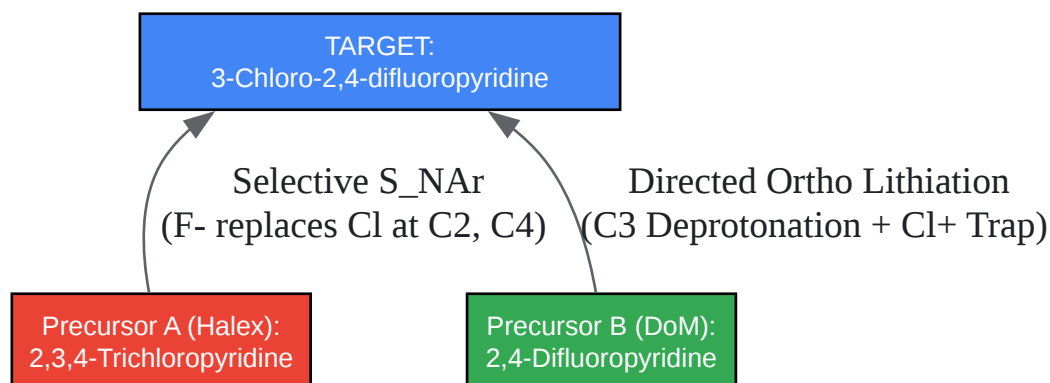 TARGET:
3-Chloro-2,4-difluoropyridine
Selective S_NAr
(F- replaces Cl at C2, C4)
Directed Ortho Lithiation
(C3 Deprotonation + Cl+ Trap)
Precursor A (Halex):
2,3,4-Trichloropyridine
Precursor B (DoM):
2,4-Difluoropyridine